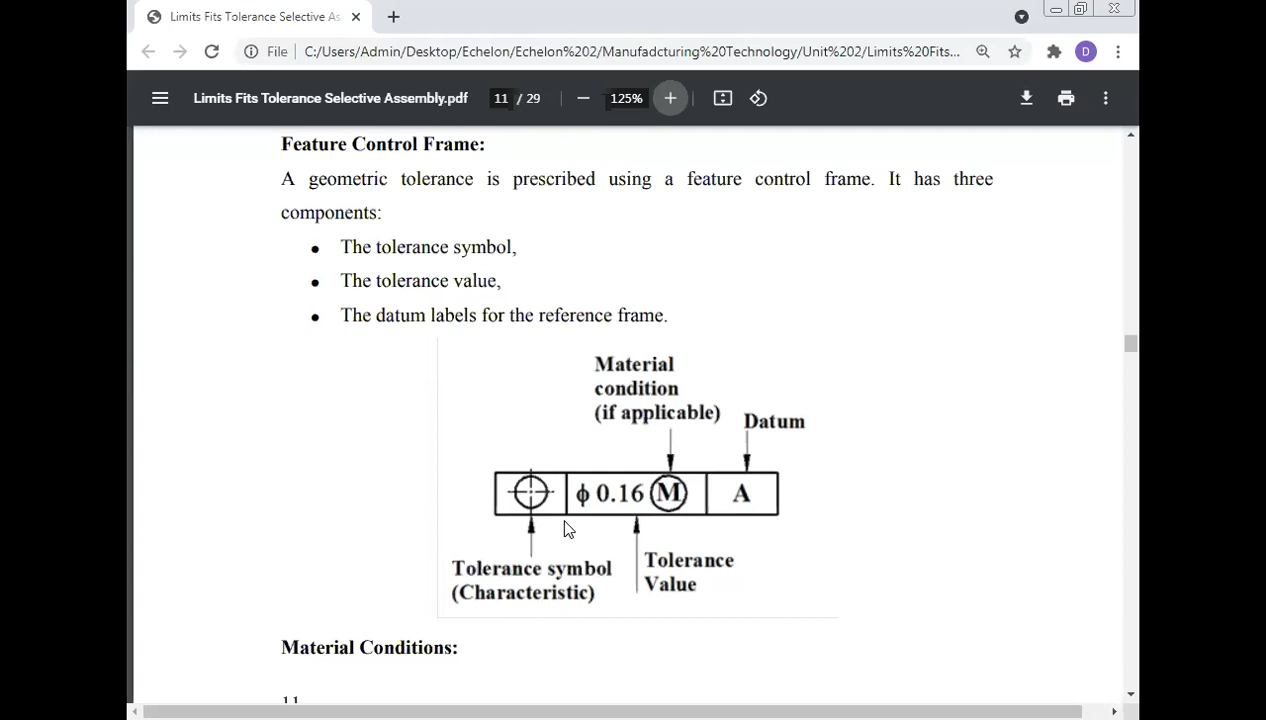 Limits Fits Tolerance Selective As
File
C:/Users/Admin/Desktop/Echelon/Echelon%202/Manufadcturing%20Technology/Unit%202/Limits%20Fits...
D
Limits Fits Tolerance Selective Assembly.pdf
11 / 29
125%
Feature Control Frame:
A geometric tolerance is prescribed using a feature control frame. It has three
components:
• The tolerance symbol,
• The tolerance value,
• The datum labels for the reference frame.
Material
condition
(if applicable)
Datum
ϕ 0.16 Ⓜ A
Tolerance symbol
(Characteristic)
Tolerance
Value
Material Conditions:
11